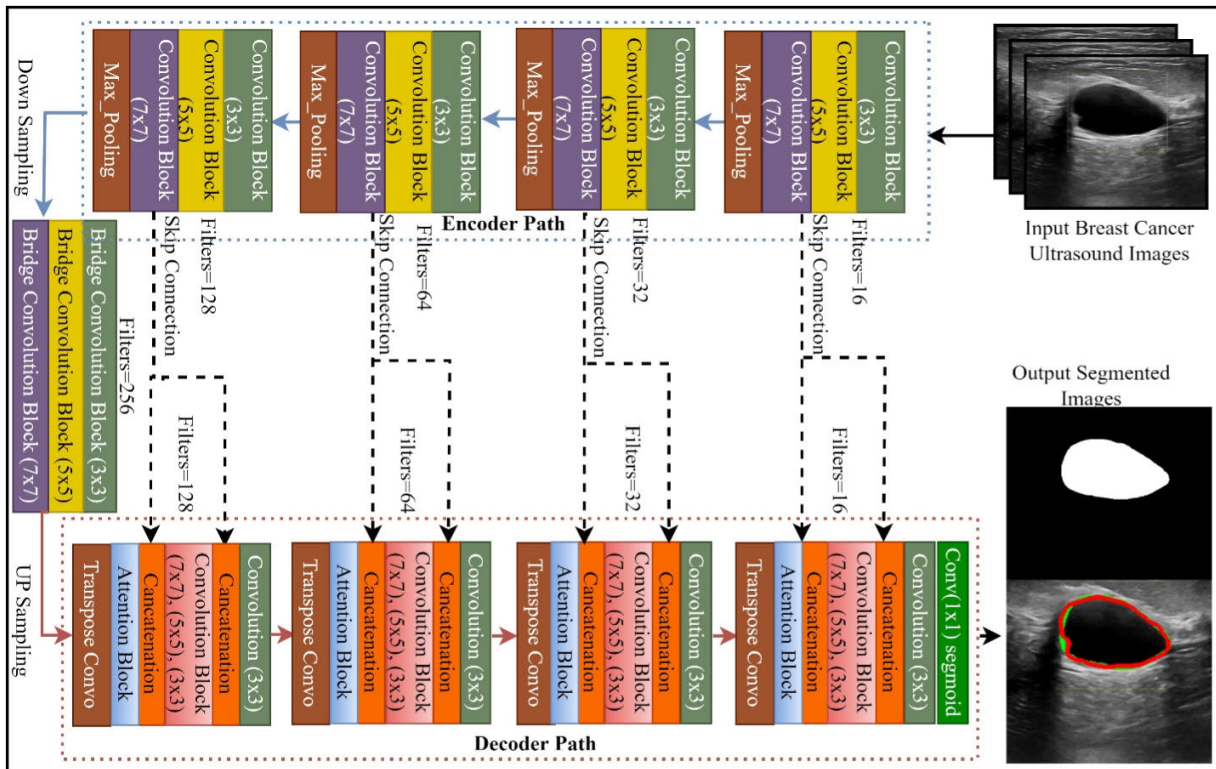 Input Breast Cancer
Ultrasound Images
Convolution Block
(3x3)
Convolution Block
(5x5)
Convolution Block
(7x7)
Max_Pooling
Convolution Block
(3x3)
Convolution Block
(5x5)
Convolution Block
(7x7)
Max_Pooling
Convolution Block
(3x3)
Convolution Block
(5x5)
Convolution Block
(7x7)
Max_Pooling
Convolution Block
(3x3)
Convolution Block
(5x5)
Convolution Block
(7x7)
Max_Pooling
Encoder Path
Filters=16
Skip Connection
Filters=32
Skip Connection
Filters=64
Skip Connection
Filters=128
Skip Connection
Down Sampling
Bridge Convolution Block (3x3)
Bridge Convolution Block (5x5)
Bridge Convolution Block (7x7)
Filters=256
UP Sampling
Filters=128
Filters=64
Filters=32
Filters=16
Transpose Convo
Attention Block
Cancatenation
Convolution Block
(7x7), (5x5), (3x3)
Cancatenation
Convolution (3x3)
Transpose Convo
Attention Block
Cancatenation
Convolution Block
(7x7), (5x5), (3x3)
Cancatenation
Convolution (3x3)
Transpose Convo
Attention Block
Cancatenation
Convolution Block
(7x7), (5x5), (3x3)
Cancatenation
Convolution (3x3)
Transpose Convo
Attention Block
Cancatenation
Convolution Block
(7x7), (5x5), (3x3)
Cancatenation
Convolution (3x3)
Conv(1x1) segmoid
Decoder Path
Output Segmented
Images